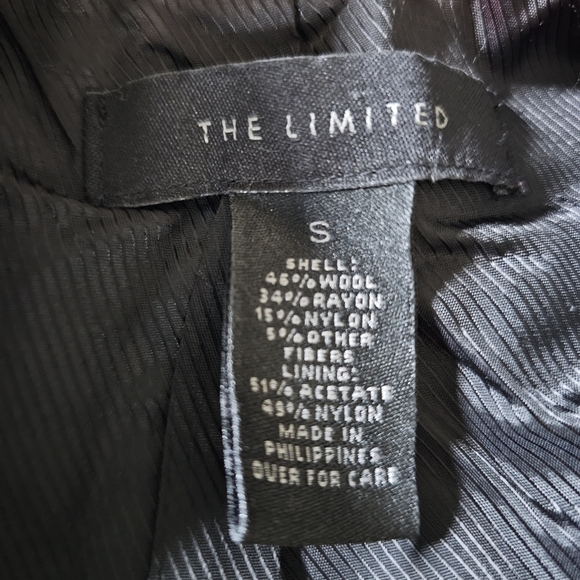 THE LIMITED
S
SHELL:
46% WOOL
34% RAYON
15% NYLON
5% OTHER
FIBERS
LINING:
51% ACETATE
49% NYLON
MADE IN
PHILIPPINES
OVER FOR CARE